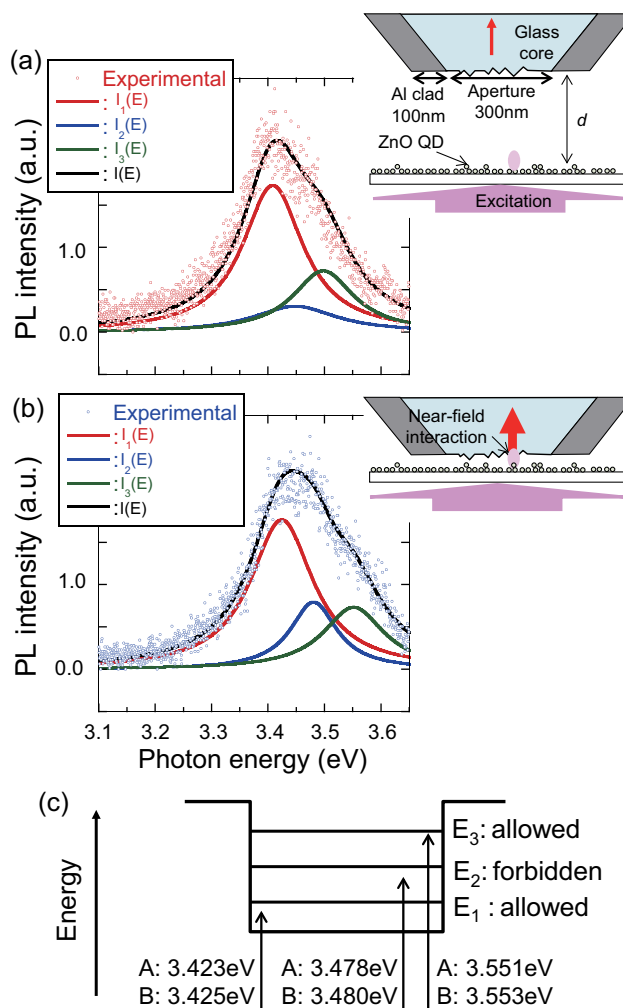 (a)
Experimental
: I₁(E)
: I₂(E)
: I₃(E)
: I(E)
PL intensity (a.u.)
1.0
0.0
Glass
core
Al clad
100nm
Aperture
300nm
d
ZnO QD
Excitation
(b)
Experimental
: I₁(E)
: I₂(E)
: I₃(E)
:I(E)
PL intensity (a.u.)
1.0
0.0
Near-field
interaction
3.1 3.2 3.3 3.4 3.5 3.6
Photon energy (eV)
(c)
Energy
E₃: allowed
E₂: forbidden
E₁ : allowed
A: 3.423eV A: 3.478eV A: 3.551eV
B: 3.425eV B: 3.480eV B: 3.553eV